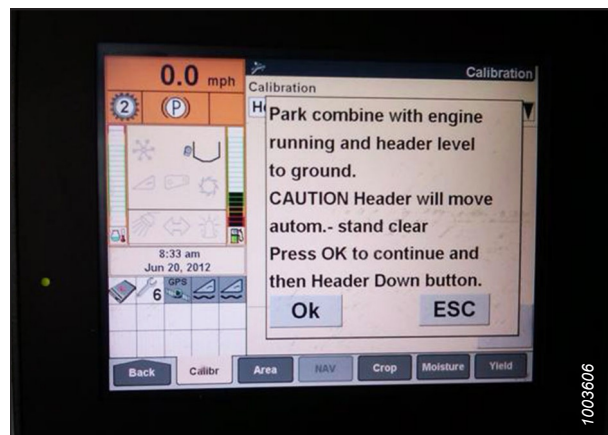 0.0 mph
2
P
8:33 am
Jun 20, 2012
6
GPS
Calibration
Calibration
He
Park combine with engine
running and header level
to ground.
CAUTION Header will move
autom.- stand clear
Press OK to continue and
then Header Down button.
Ok
ESC
Back
Calibr
Area
NAV
Crop
Moisture
Yield
1003606